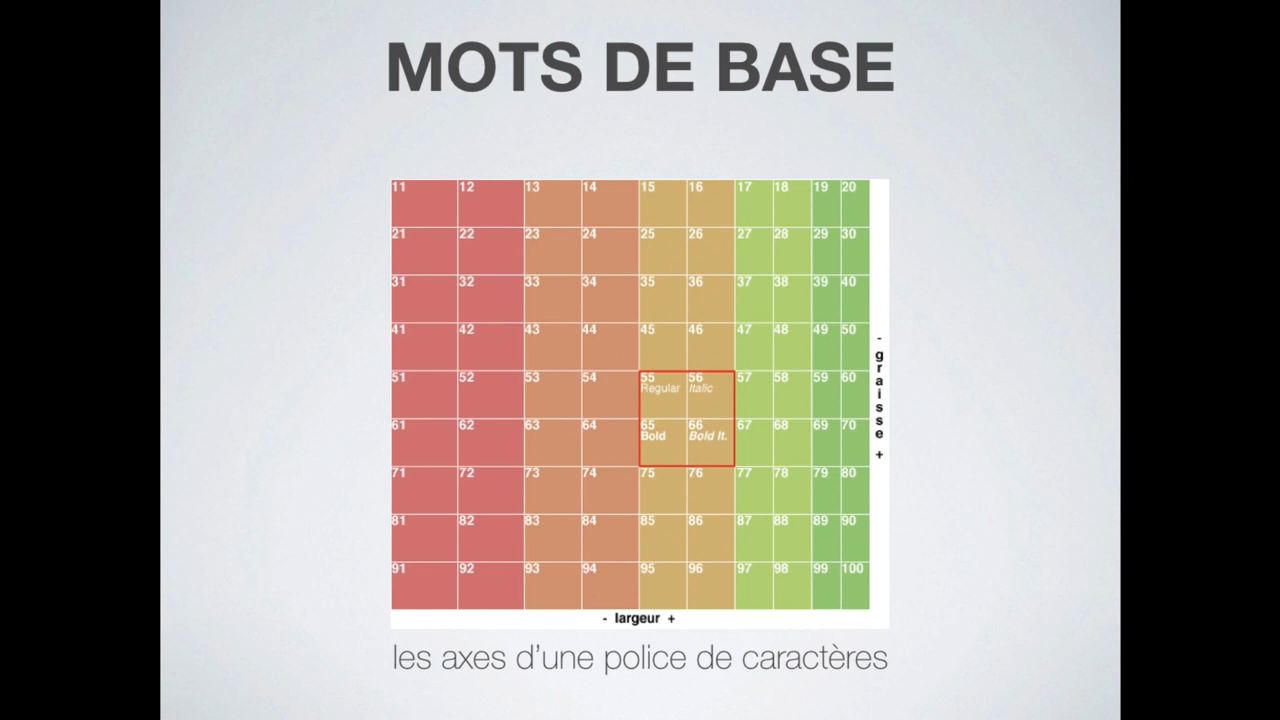 MOTS DE BASE
11 12 13 14 15 16 17 18 19 20
21 22 23 24 25 26 27 28 29 30
31 32 33 34 35 36 37 38 39 40
41 42 43 44 45 46 47 48 49 50
51 52 53 54 55 56 57 58 59 60
Regular Italic
61 62 63 64 65 66 67 68 69 70
Bold Bold It.
71 72 73 74 75 76 77 78 79 80
81 82 83 84 85 86 87 88 89 90
91 92 93 94 95 96 97 98 99 100
- graisse +
- largeur +
les axes d’une police de caractères